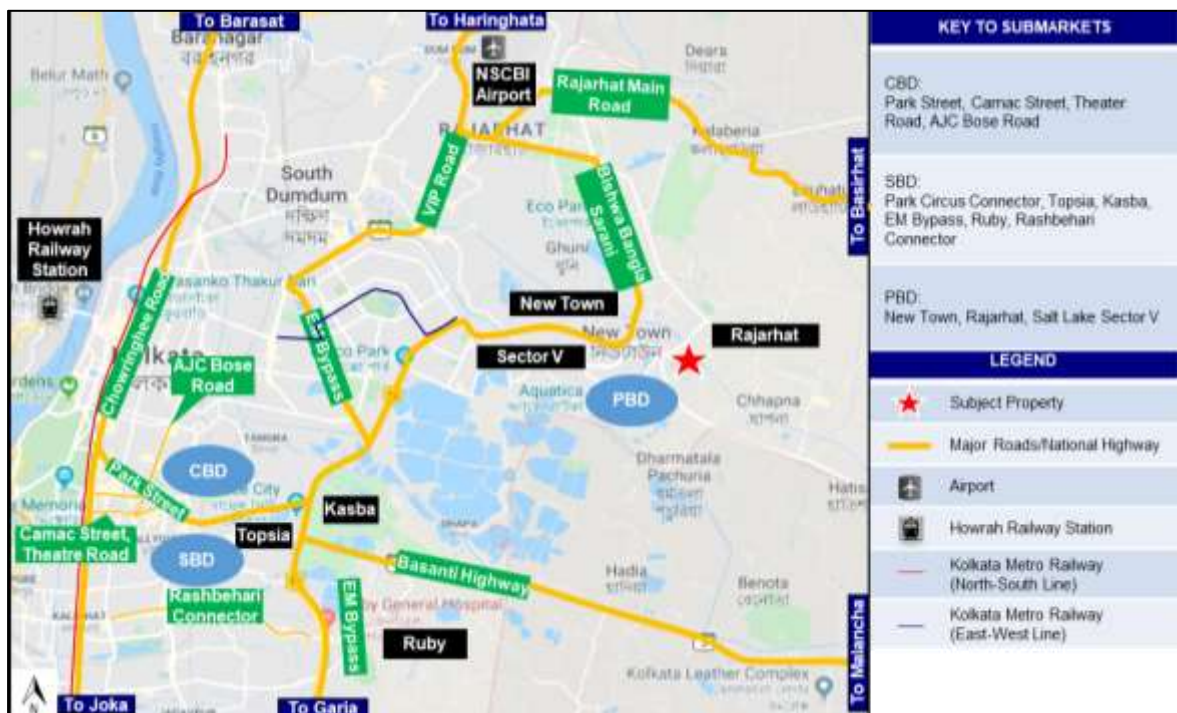 To Barasat
To Haringhata
KEY TO SUBMARKETS
Baranagar
Belur Math
NSCBI
Airport
Rajarhat Main
Road
Deara
CBD:
Park Street, Camac Street, Theater
Road, AJC Bose Road
RAJARHAT
Kalaberia
South
Dumdum
VIP Road
Bishwa Bangla
Sarani
To Basirhat
SBD:
Park Circus Connector, Topsia, Kasba,
EM Bypass, Ruby, Rashbehari
Connector
Eco Park
Ghuni
Howrah
Railway
Station
Chowringhee Road
EM Bypass
New Town
New Town
Rajarhat
PBD:
New Town, Rajarhat, Salt Lake Sector V
Sector V
Eco Park
AJC Bose
Road
LEGEND
Aquatica
PBD
Chhapna
Subject Property
Major Roads/National Highway
CBD
Dharmatala
Pachuria
Park Street
Kasba
Airport
Topsia
Camac Street,
Theatre Road
Howrah Railway Station
SBD
Basanti Highway
Hadia
Benota
Kolkata Metro Railway
(North-South Line)
Rashbehari
Connector
EM Bypass
General Hospital
Ruby
Kolkata Metro Railway
(East-West Line)
Kolkata Leather Complex
To Malancha
N
To Joka
To Garia